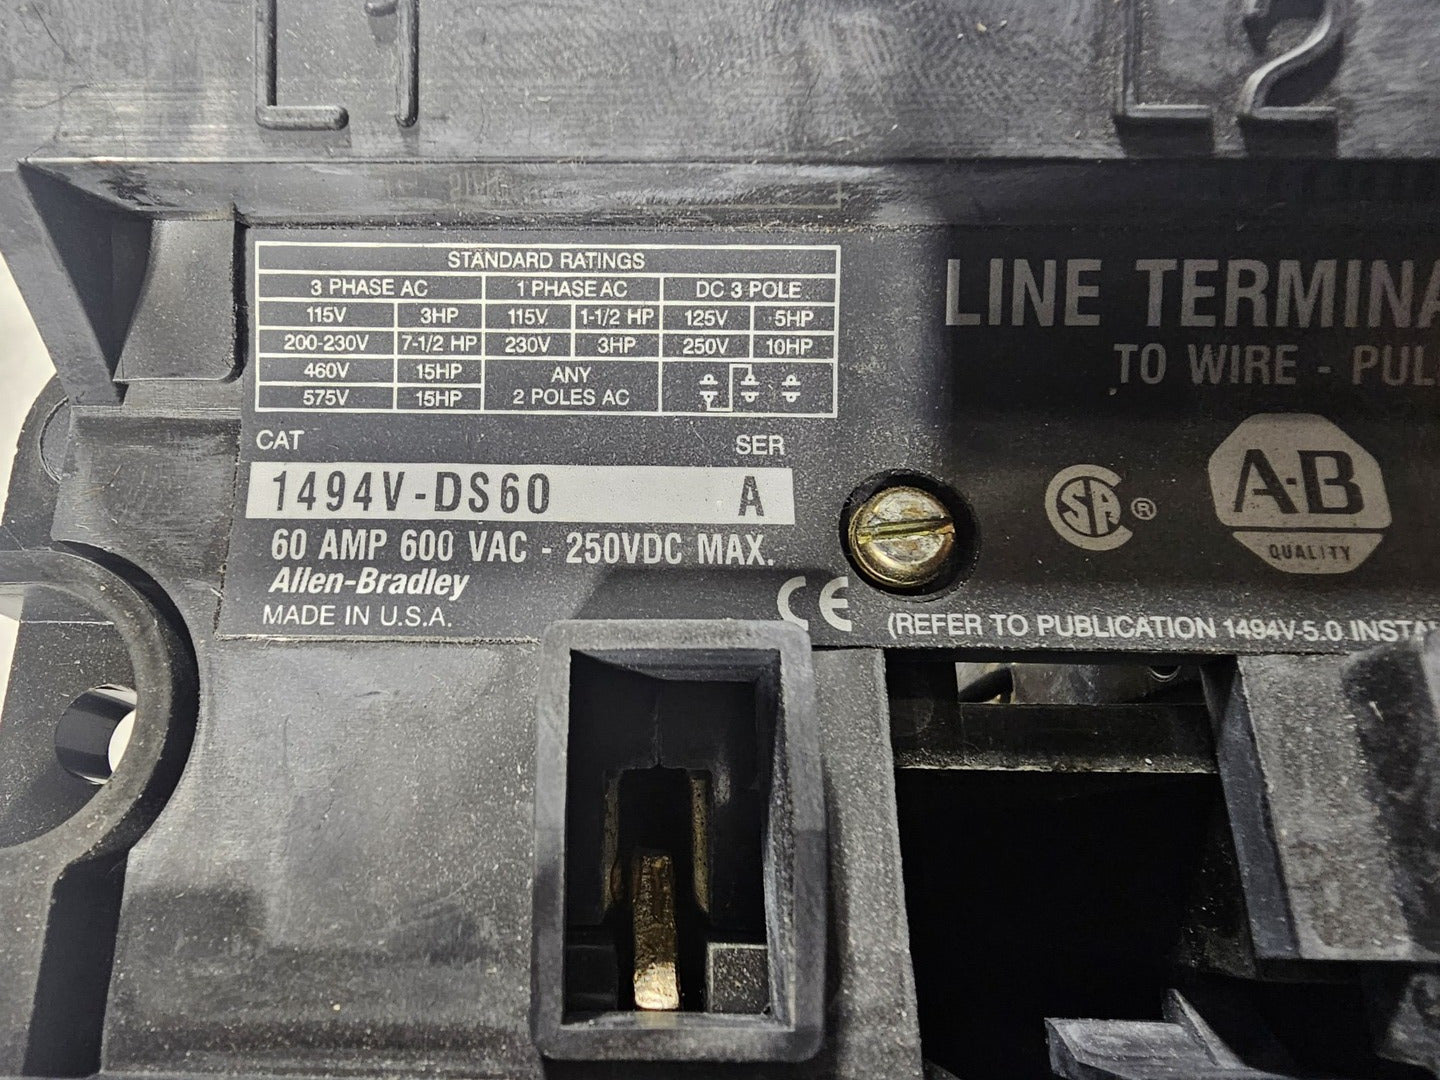 L1 L2
STANDARD RATINGS
3 PHASE AC 1 PHASE AC DC 3 POLE
115V 3HP 115V 1-1/2 HP 125V 5HP
200-230V 7-1/2 HP 230V 3HP 250V 10HP
460V 15HP ANY
575V 15HP 2 POLES AC
LINE TERMINA
TO WIRE - PUL
CAT SER
1494V-DS60 A
60 AMP 600 VAC - 250VDC MAX.
Allen-Bradley
MADE IN U.S.A.
CE
SA ®
A-B
QUALITY
(REFER TO PUBLICATION 1494V-5.0 INSTA